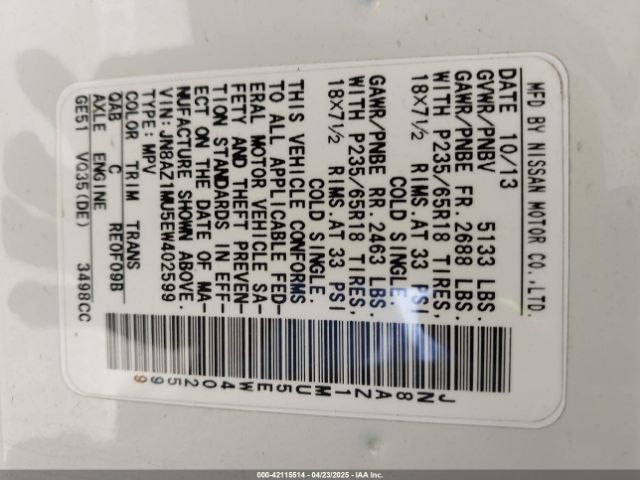 MFD BY NISSAN MOTOR CO.,LTD.
DATE 10/13
GVWR/PNBV 5133 LBS.
GAWR/PNBE FR. 2688 LBS.
WITH P235/65R18 TIRES,
18X7½ RIMS.AT 33 PSI
COLD SINGLE.
GAWR/PNBE RR. 2463 LBS.
WITH P235/65R18 TIRES,
18X7½ RIMS.AT 33 PSI
COLD SINGLE.
THIS VEHICLE CONFORMS
TO ALL APPLICABLE FED-
ERAL MOTOR VEHICLE SA-
FETY AND THEFT PREVEN-
TION STANDARDS IN EFF-
ECT ON THE DATE OF MA-
NUFACTURE SHOWN ABOVE.
VIN: JN8AZ1MU5EW402599
TYPE: MPV
COLOR TRIM TRANS
QAB C RE0F09B
AXLE ENGINE
GE51 VQ35(DE) 3498CC
JN8AZ1MU5EW402599
000-42115514 - 04/23/2025 - IAA Inc.